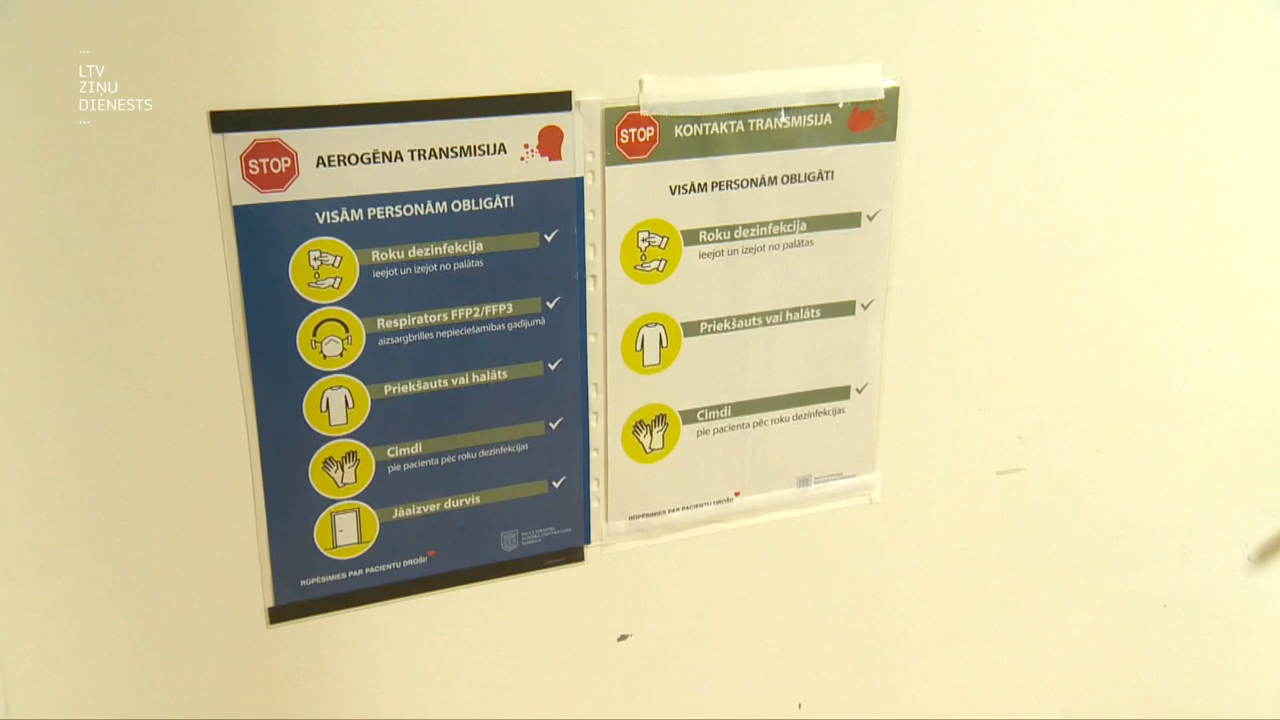 ...
LTV
ZIŅU
DIENESTS
...
STOP
AEROGĒNA TRANSMISIJA
VISĀM PERSONĀM OBLIGĀTI
Roku dezinfekcija
ieejot un izejot no palātas
Respirators FFP2/FFP3
aizsargbrilles nepieciešamības gadījumā
Priekšauts vai halāts
Cimdi
pie pacienta pēc roku dezinfekcijas
Jāaizver durvis
RŪPĒSIMIES PAR PACIENTU DROŠI!
STOP
KONTAKTA TRANSMISIJA
VISĀM PERSONĀM OBLIGĀTI
Roku dezinfekcija
ieejot un izejot no palātas
Priekšauts vai halāts
Cimdi
pie pacienta pēc roku dezinfekcijas
RŪPĒSIMIES PAR PACIENTU DROŠI!